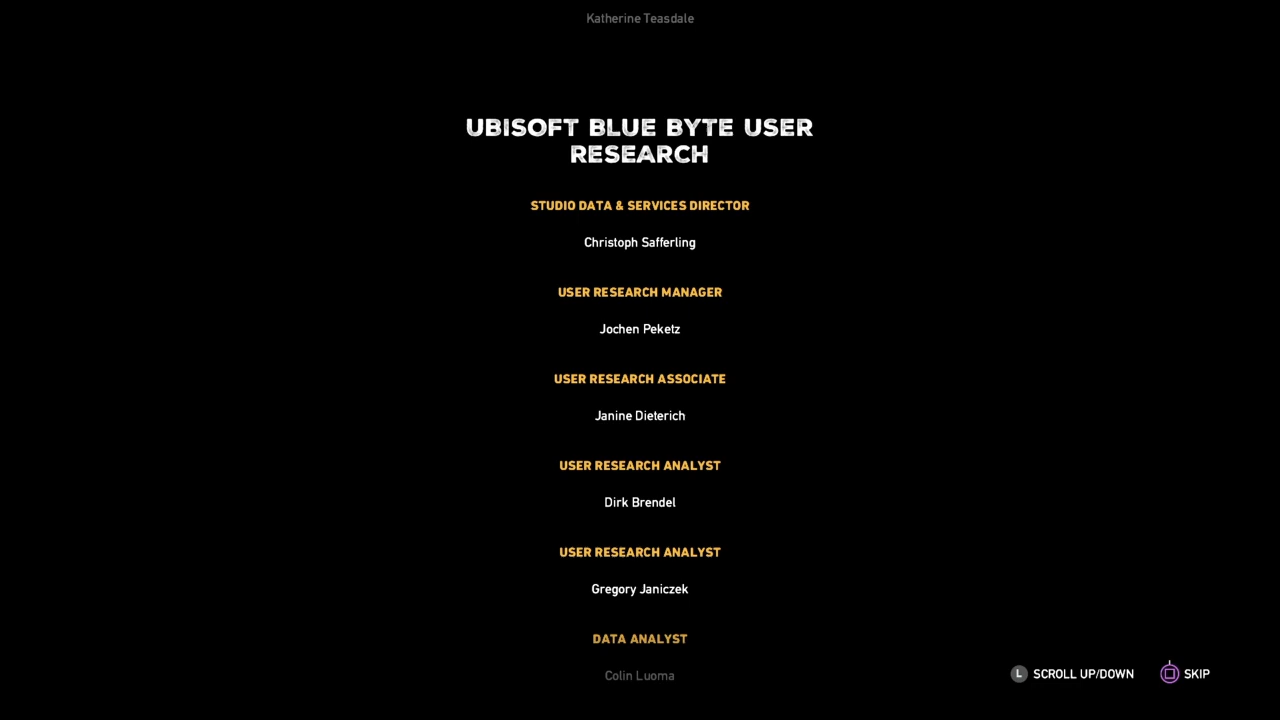 Katherine Teasdale
UBISOFT BLUE BYTE USER
RESEARCH
STUDIO DATA & SERVICES DIRECTOR
Christoph Safferling
USER RESEARCH MANAGER
Jochen Peketz
USER RESEARCH ASSOCIATE
Janine Dieterich
USER RESEARCH ANALYST
Dirk Brendel
USER RESEARCH ANALYST
Gregory Janiczek
DATA ANALYST
Colin Luoma
L SCROLL UP/DOWN SKIP